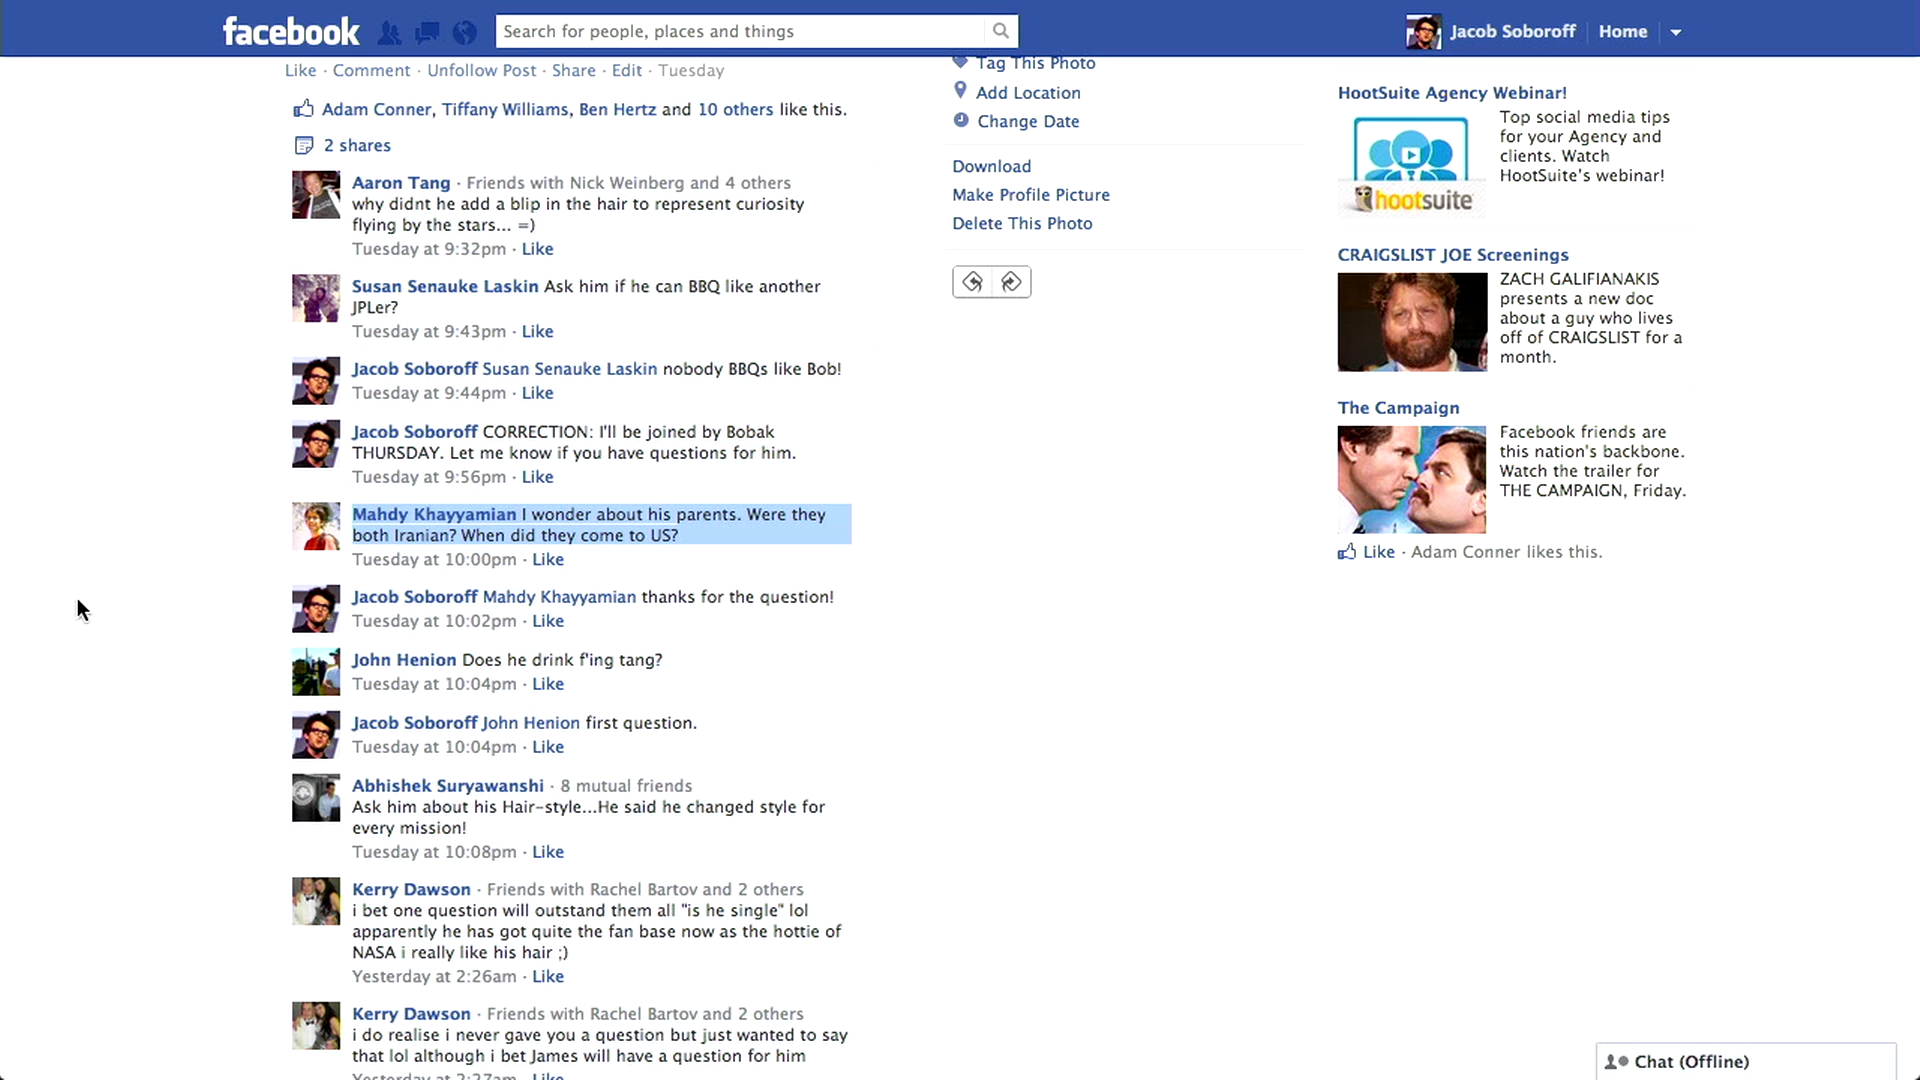 facebook
Search for people, places and things
Jacob Soboroff
Home
Like · Comment · Unfollow Post · Share · Edit · Tuesday
Adam Conner, Tiffany Williams, Ben Hertz and 10 others like this.
2 shares
Aaron Tang · Friends with Nick Weinberg and 4 others
why didnt he add a blip in the hair to represent curiosity
flying by the stars... =)
Tuesday at 9:32pm · Like
Susan Senauke Laskin Ask him if he can BBQ like another
JPLer?
Tuesday at 9:43pm · Like
Jacob Soboroff Susan Senauke Laskin nobody BBQs like Bob!
Tuesday at 9:44pm · Like
Jacob Soboroff CORRECTION: I'll be joined by Bobak
THURSDAY. Let me know if you have questions for him.
Tuesday at 9:56pm · Like
Mahdy Khayyamian I wonder about his parents. Were they
both Iranian? When did they come to US?
Tuesday at 10:00pm · Like
Jacob Soboroff Mahdy Khayyamian thanks for the question!
Tuesday at 10:02pm · Like
John Henion Does he drink f'ing tang?
Tuesday at 10:04pm · Like
Jacob Soboroff John Henion first question.
Tuesday at 10:04pm · Like
Abhishek Suryawanshi · 8 mutual friends
Ask him about his Hair-style...He said he changed style for
every mission!
Tuesday at 10:08pm · Like
Kerry Dawson · Friends with Rachel Bartov and 2 others
i bet one question will outstand them all "is he single" lol
apparently he has got quite the fan base now as the hottie of
NASA i really like his hair ;)
Yesterday at 2:26am · Like
Kerry Dawson · Friends with Rachel Bartov and 2 others
i do realise i never gave you a question but just wanted to say
that lol although i bet James will have a question for him
Yesterday at 2:27am · Like
Tag This Photo
Add Location
Change Date
Download
Make Profile Picture
Delete This Photo
HootSuite Agency Webinar!
hootsuite
Top social media tips
for your Agency and
clients. Watch
HootSuite's webinar!
CRAIGSLIST JOE Screenings
ZACH GALIFIANAKIS
presents a new doc
about a guy who lives
off of CRAIGSLIST for a
month.
The Campaign
Facebook friends are
this nation's backbone.
Watch the trailer for
THE CAMPAIGN, Friday.
Like · Adam Conner likes this.
Chat (Offline)